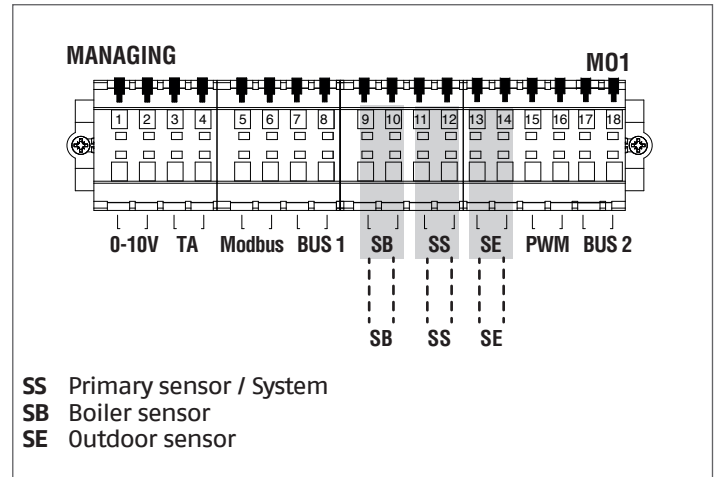 MANAGING M01
1 2 3 4 5 6 7 8 9 10 11 12 13 14 15 16 17 18
0-10V TA Modbus BUS 1 SB SS SE PWM BUS 2
SB SS SE
SS Primary sensor / System
SB Boiler sensor
SE Outdoor sensor